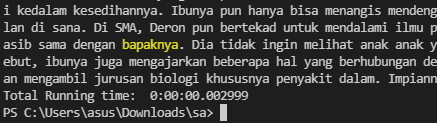 i kedalam kesedihannya. Ibunya pun hanya bisa menangis mendeng
lan di sana. Di SMA, Deron pun bertekad untuk mendalami ilmu p
asib sama dengan bapaknya. Dia tidak ingin melihat anak anak y
ebut, ibunya juga mengajarkan beberapa hal yang berhubungan de
an mengambil jurusan biologi khususnya penyakit dalam. Impiann
Total Running time:  0:00:00.002999
PS C:\Users\asus\Downloads\sa>